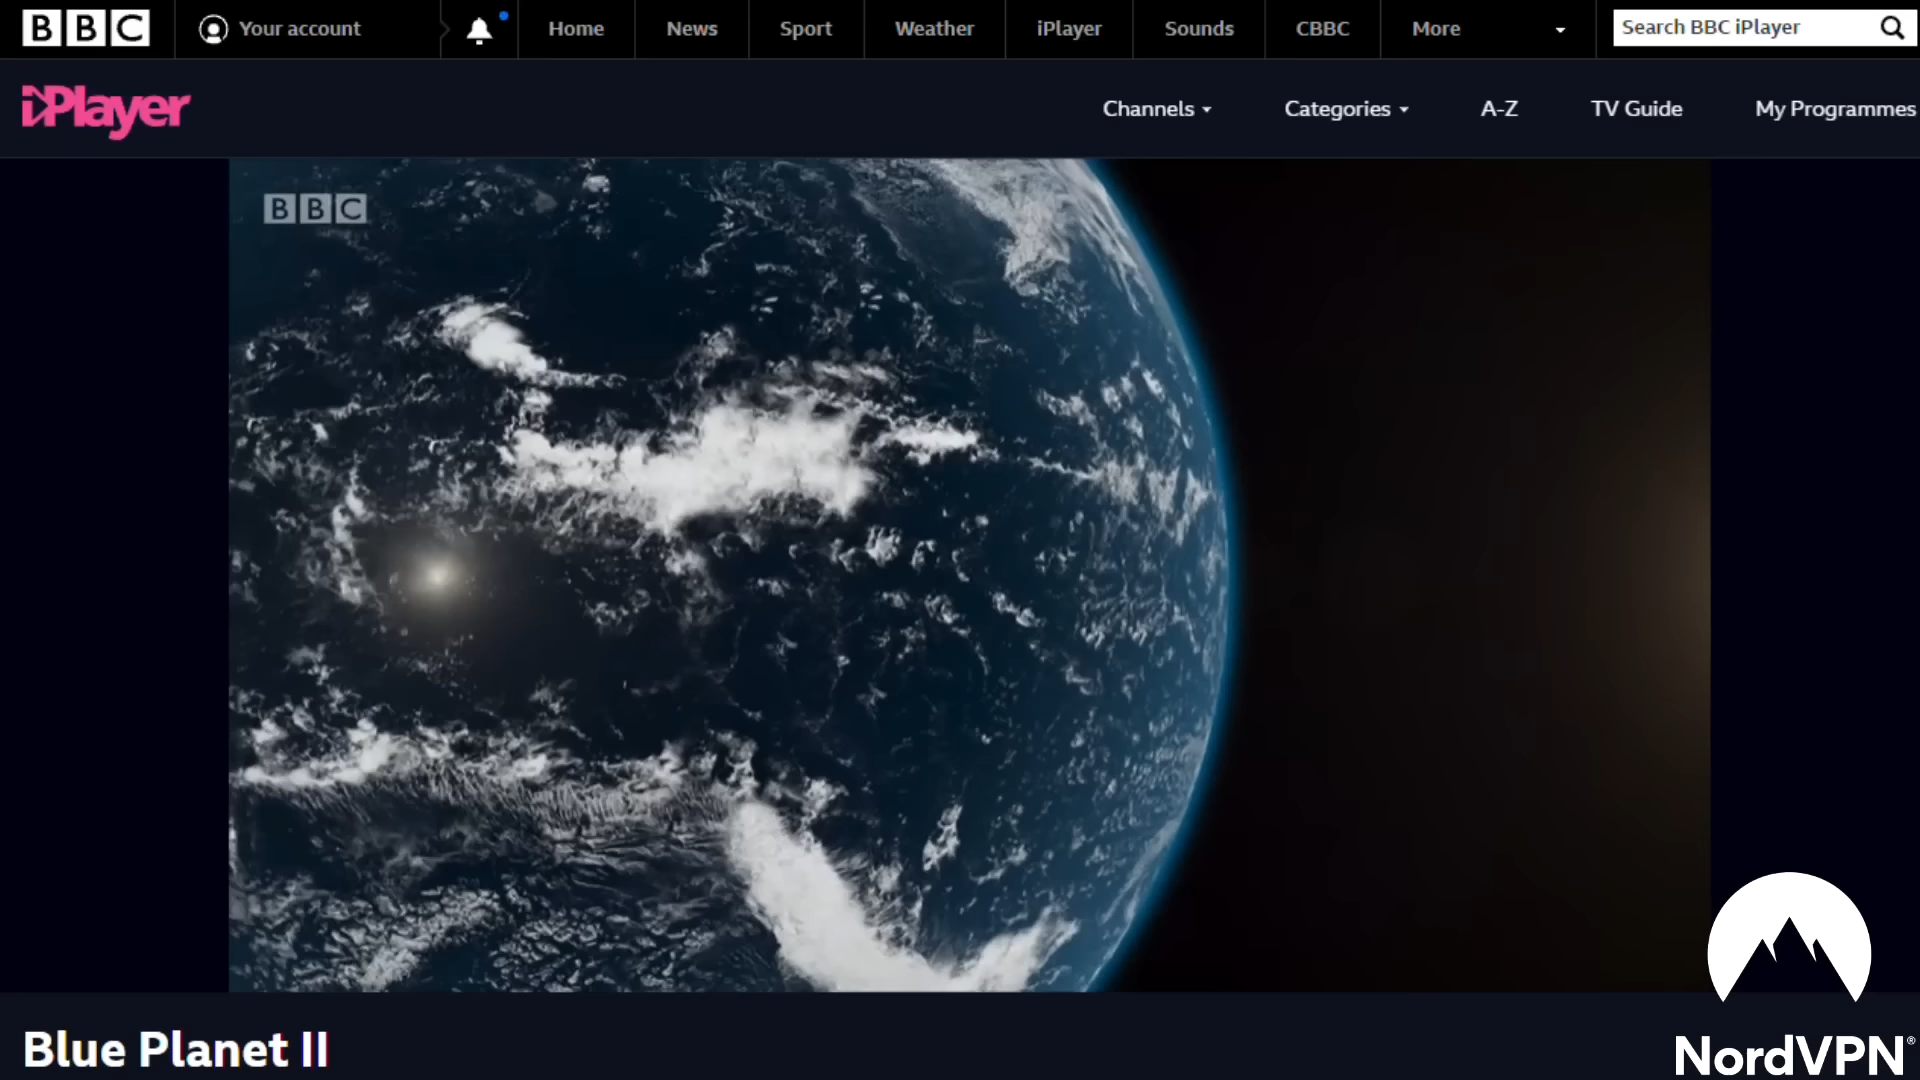 BBC Your account Home News Sport Weather iPlayer Sounds CBBC More Search BBC iPlayer
iPlayer Channels Categories A-Z TV Guide My Programmes
BBC
Blue Planet II
NordVPN®